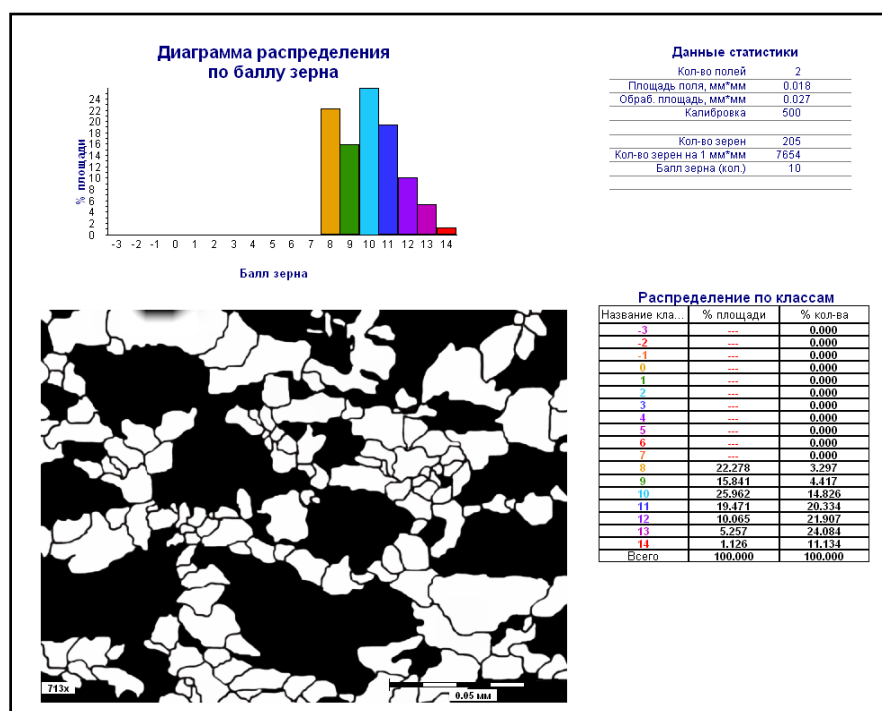 Диаграмма распределения
по баллу зерна
% площади
24
22
20
18
16
14
12
10
8
6
4
2
0
-3 -2 -1 0 1 2 3 4 5 6 7 8 9 10 11 12 13 14
Балл зерна
Данные статистики
Кол-во полей 2
Площадь поля, мм*мм 0.018
Обраб. площадь, мм*мм 0.027
Калибровка 500
Кол-во зерен 205
Кол-во зерен на 1 мм*мм 7654
Балл зерна (кол.) 10
713x
0.05 мм
Распределение по классам
Название кла... % площади % кол-ва
-3 --- 0.000
-2 --- 0.000
-1 --- 0.000
0 --- 0.000
1 --- 0.000
2 --- 0.000
3 --- 0.000
4 --- 0.000
5 --- 0.000
6 --- 0.000
7 --- 0.000
8 22.278 3.297
9 15.841 4.417
10 25.962 14.826
11 19.471 20.334
12 10.065 21.907
13 5.257 24.084
14 1.126 11.134
Всего 100.000 100.000